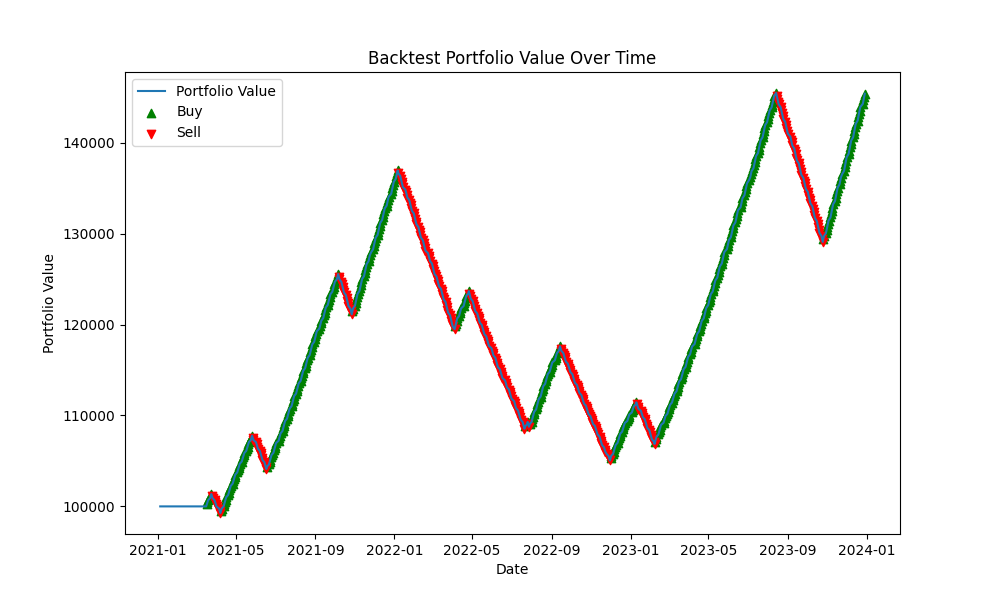 Backtest Portfolio Value Over Time
Portfolio Value
Buy
Sell
Portfolio Value
140000
130000
120000
110000
100000
2021-01
2021-05
2021-09
2022-01
2022-05
2022-09
2023-01
2023-05
2023-09
2024-01
Date